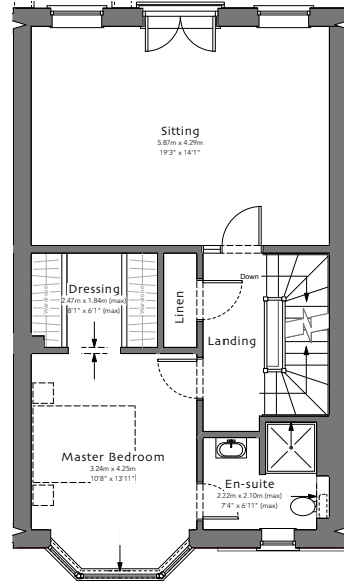 Sitting
5.87m x 4.29m
19'3" x 14'1"
Down
Dressing
2.47m x 1.84m (max)
8'1" x 6'1" (max)
Wardrobe
Wardrobe
Linen
Landing
Master Bedroom
3.24m x 4.25m
10'8" x 13'11"
En-suite
2.22m x 2.10m (max)
7'4" x 6'11" (max)